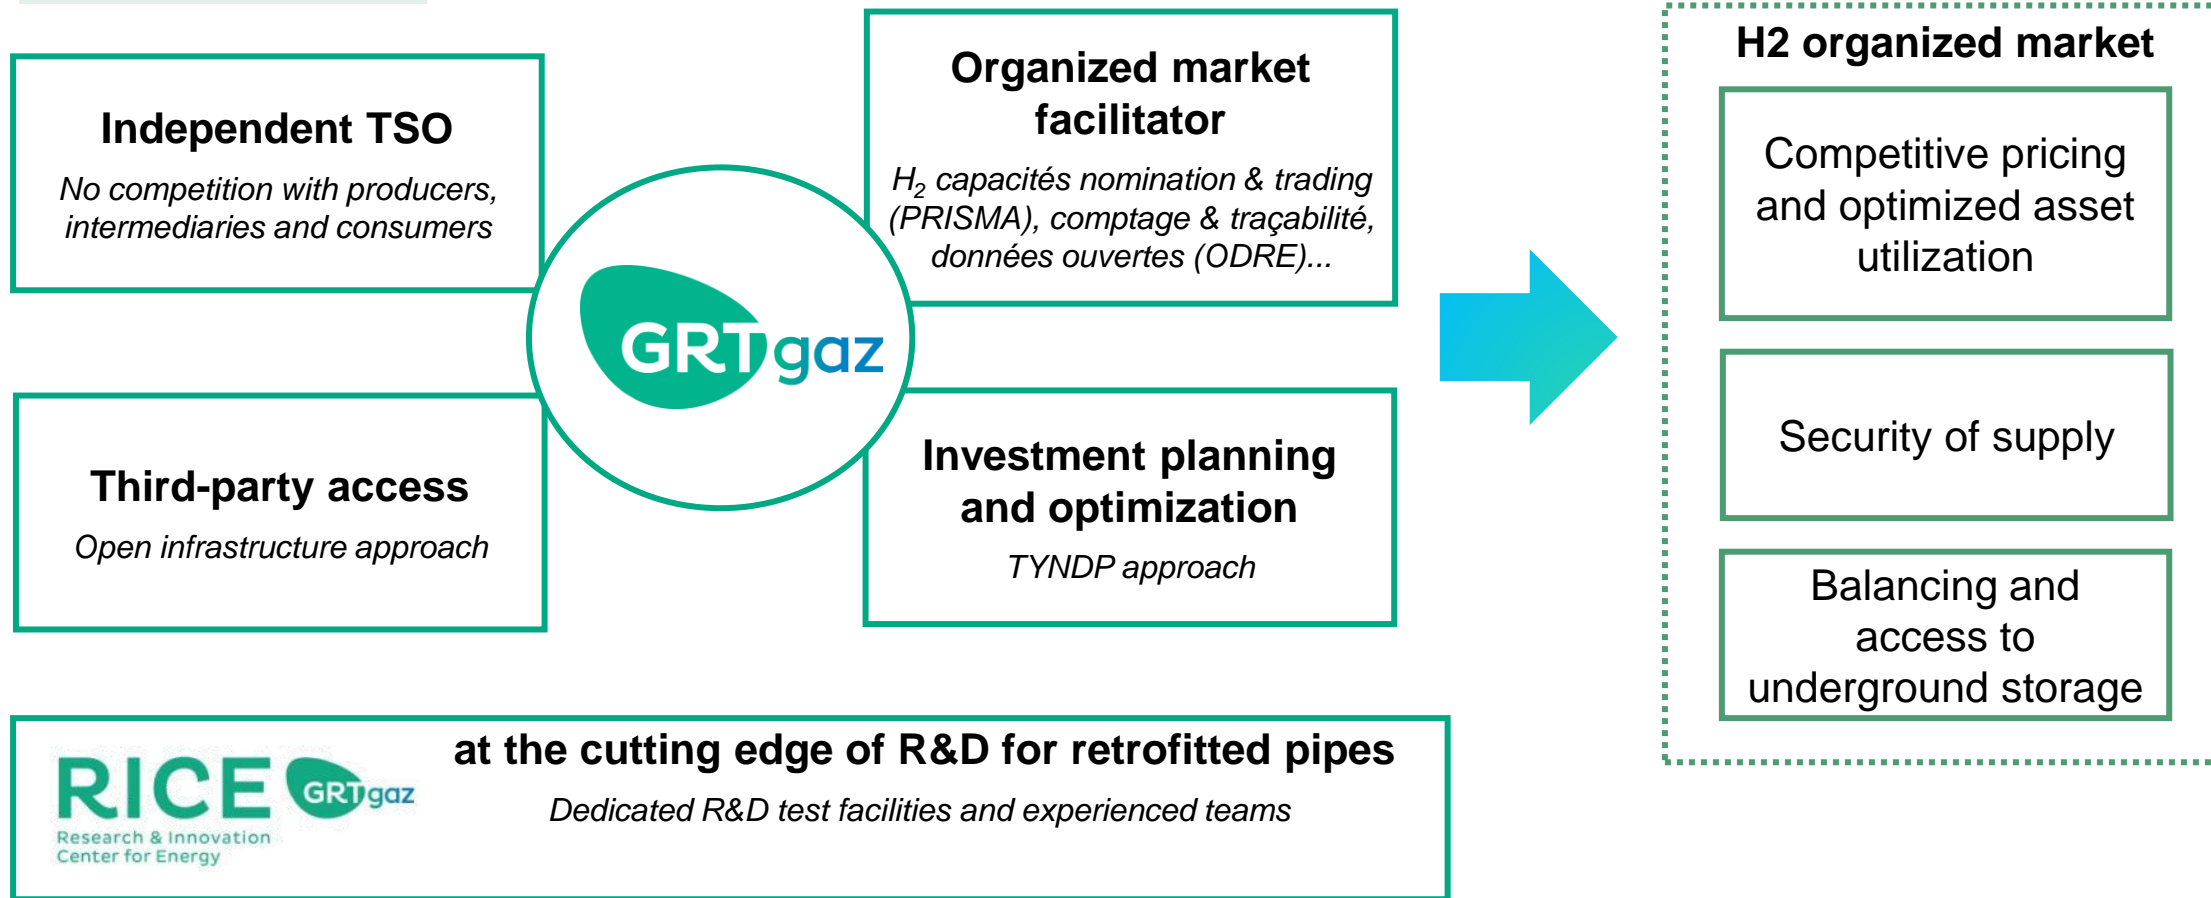 Independent TSO
No competition with producers,
intermediaries and consumers
Organized market
facilitator
H₂ capacités nomination & trading
(PRISMA), comptage & traçabilité,
données ouvertes (ODRE)...
GRTgaz
Third-party access
Open infrastructure approach
Investment planning
and optimization
TYNDP approach
RICE GRTgaz
Research & Innovation
Center for Energy
at the cutting edge of R&D for retrofitted pipes
Dedicated R&D test facilities and experienced teams
H2 organized market
Competitive pricing
and optimized asset
utilization
Security of supply
Balancing and
access to
underground storage